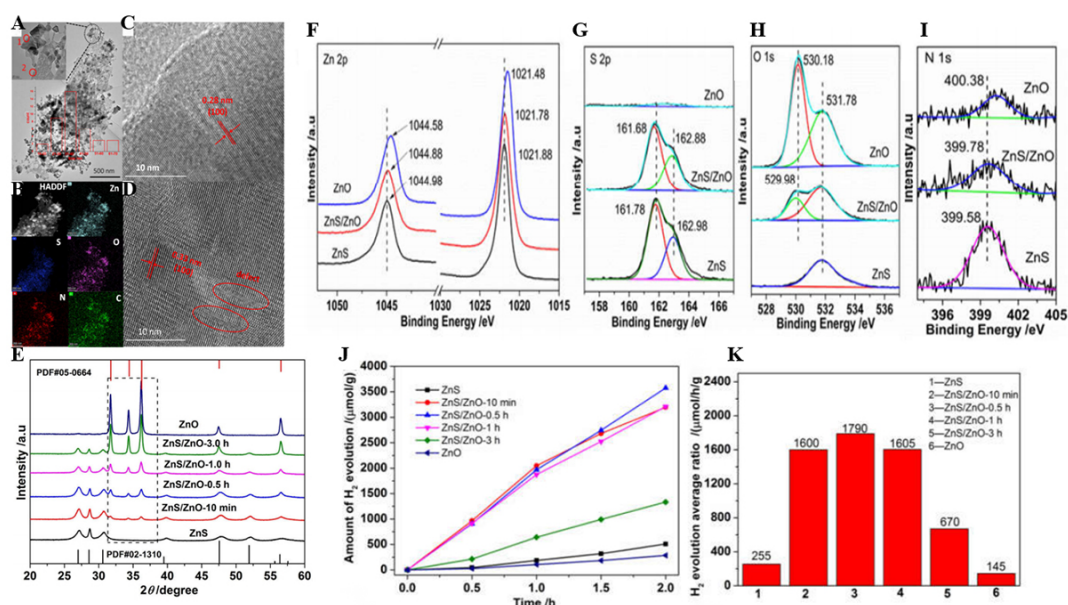 A
1
2
500 nm
B
HADDF
Zn
S
O
N
C
C
0.28 nm
[100]
10 nm
D
10 nm
E
PDF#05-0664
ZnO
ZnS/ZnO-3.0 h
ZnS/ZnO-1.0 h
ZnS/ZnO-0.5 h
ZnS/ZnO-10 min
ZnS
PDF#02-1310
Intensity/a.u
20 25 30 35 40 45 50 55 60
2θ/degree
F
Zn 2p
1021.48
1021.78
1021.88
1044.58
1044.88
1044.98
ZnO
ZnS/ZnO
ZnS
Intensity /a.u
1050 1045 1040 1030 1025 1020 1015
Binding Energy /eV
G
S 2p
ZnO
161.68
162.88
ZnS/ZnO
161.78
162.98
ZnS
Intensity /a.u
158 160 162 164 166
Binding Energy /eV
H
O 1s
530.18
531.78
ZnO
529.98
ZnS/ZnO
ZnS
Intensity /a.u
528 530 532 534 536
Binding Energy /eV
I
N 1s
400.38
ZnO
399.78
ZnS/ZnO
399.58
ZnS
Intensity /a.u
396 399 402 405
Binding Energy /eV
J
ZnS
ZnS/ZnO-10 min
ZnS/ZnO-0.5 h
ZnS/ZnO-1 h
ZnS/ZnO-3 h
ZnO
Amount of H₂ evolution /(μmol/g)
4000
3500
3000
2500
2000
1500
1000
500
0
0.0 0.5 1.0 1.5 2.0
Time /h
K
1—ZnS
2—ZnS/ZnO-10 min
3—ZnS/ZnO-0.5 h
4—ZnS/ZnO-1 h
5—ZnS/ZnO-3 h
6—ZnO
H₂ evolution average ratio /(μmol/h/g)
2400
2000
1600
1200
800
400
0
255
1600
1790
1605
670
145
1 2 3 4 5 6